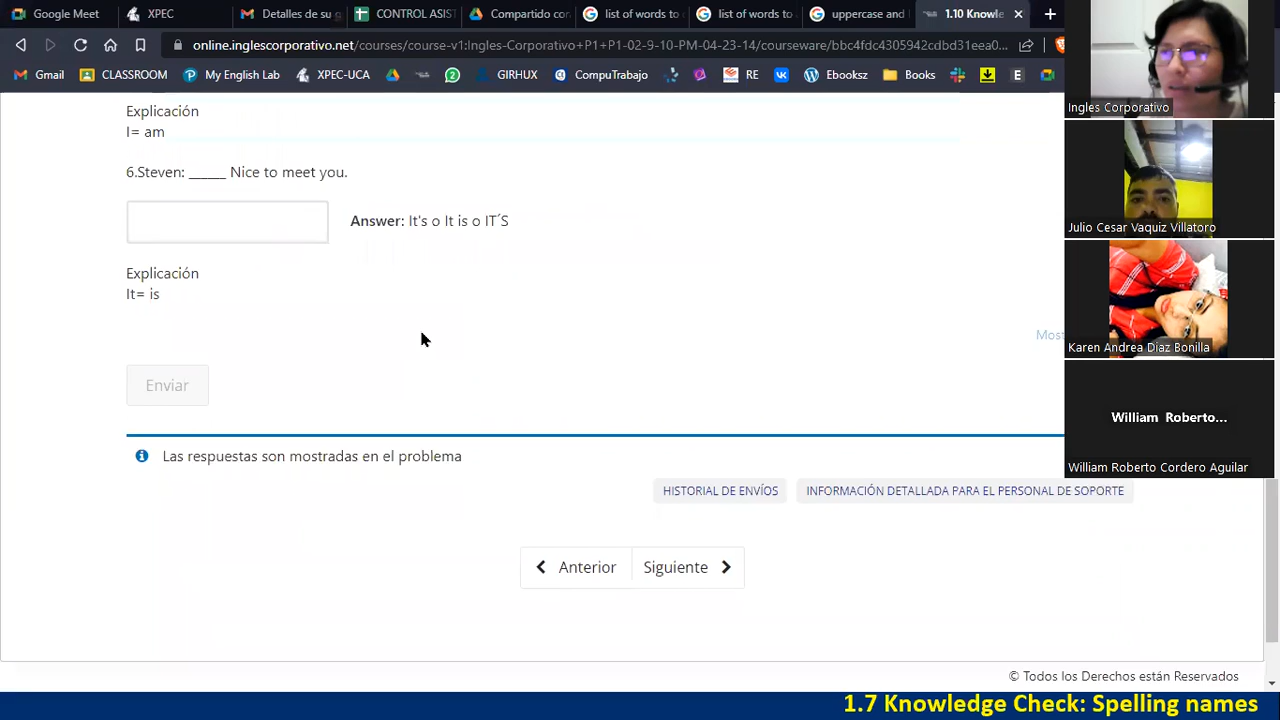 Google Meet
XPEC
Detalles de su g
CONTROL ASIST
Compartido con
list of words to
list of words to
uppercase and l
1.10 Knowle
online.inglescorporativo.net/courses/course-v1:Ingles-Corporativo+P1+P1-02-9-10-PM-04-23-14/courseware/bbc4fdc4305942cdbd31eea0...
Gmail
CLASSROOM
My English Lab
XPEC-UCA
2
GIRHUX
CompuTrabajo
RE
Ebooksz
Books
E
Explicación
I= am
6.Steven: ______ Nice to meet you.
Answer: It's o It is o IT´S
Explicación
It= is
Most
Enviar
Las respuestas son mostradas en el problema
HISTORIAL DE ENVÍOS
INFORMACIÓN DETALLADA PARA EL PERSONAL DE SOPORTE
Anterior
Siguiente
© Todos los Derechos están Reservados
Ingles Corporativo
Julio Cesar Vaquiz Villatoro
Karen Andrea Diaz Bonilla
William Roberto...
William Roberto Cordero Aguilar
1.7 Knowledge Check: Spelling names